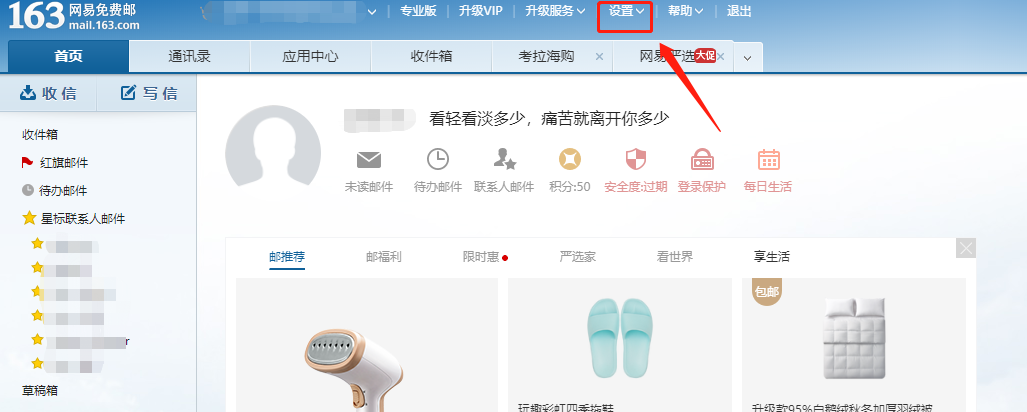 163 网易免费邮
mail.163.com
专业版 | 升级VIP | 升级服务 | 设置 | 帮助 | 退出
首页 通讯录 应用中心 收件箱 考拉海购 × 网易严选 大促 ×
收 信 写 信
收件箱
红旗邮件
待办邮件
星标联系人邮件
r
草稿箱
看轻看淡多少，痛苦就离开你多少
未读邮件 待办邮件 联系人邮件 积分:50 安全度:过期 登录保护 每日生活
邮推荐 邮福利 限时惠 严选家 看世界 享生活
包邮
玩趣彩虹四季拖鞋 升级款95%白鹅绒秋冬加厚羽绒被